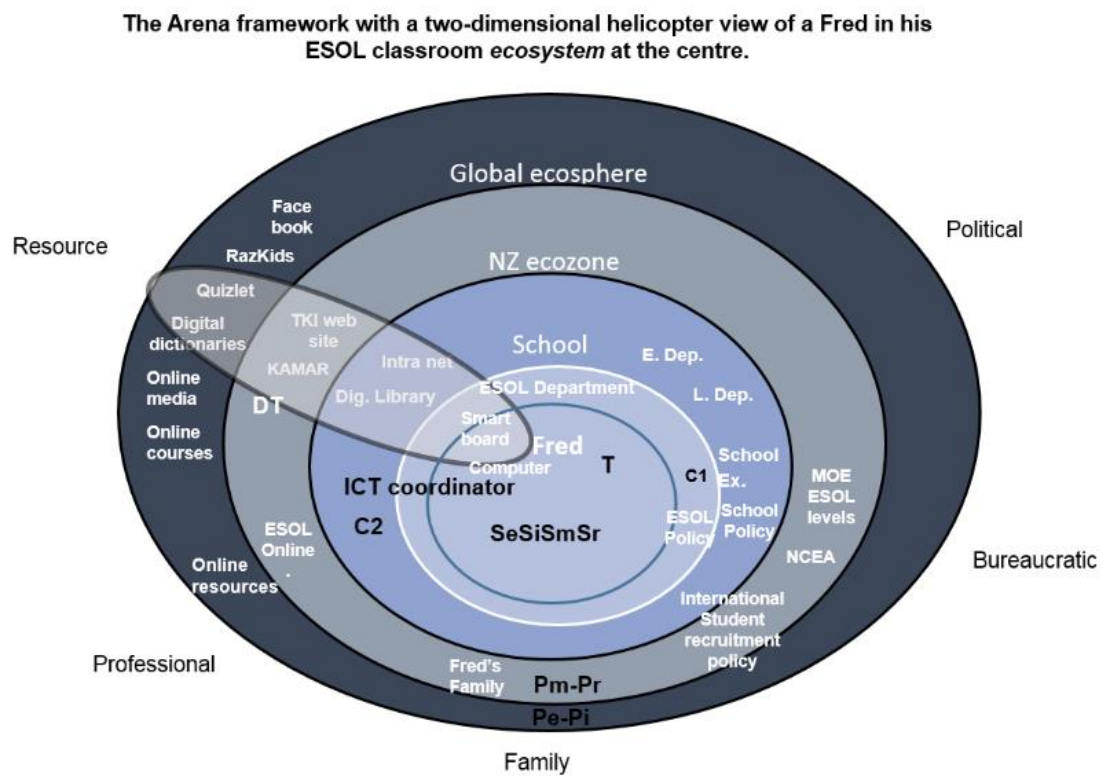 The Arena framework with a two-dimensional helicopter view of a Fred in his
ESOL classroom ecosystem at the centre.
Global ecosphere
Face
book
Resource
Political
RazKids
NZ ecozone
Quizlet
Digital
dictionaries
TKI web
site
School
E. Dep.
Intra net
KAMAR
Online
media
DT
Dig. Library
ESOL Department
L. Dep.
Smart
board
Online
courses
Fred
Computer
T
School
Ex.
C1
MOE
ESOL
levels
ICT coordinator
C2
ESOL
Policy
School
Policy
SeSiSmSr
ESOL
Online
.
NCEA
Bureaucratic
Online
resources
International
Student
recruitment
policy
Professional
Fred's
Family
Pm-Pr
Pe-Pi
Family